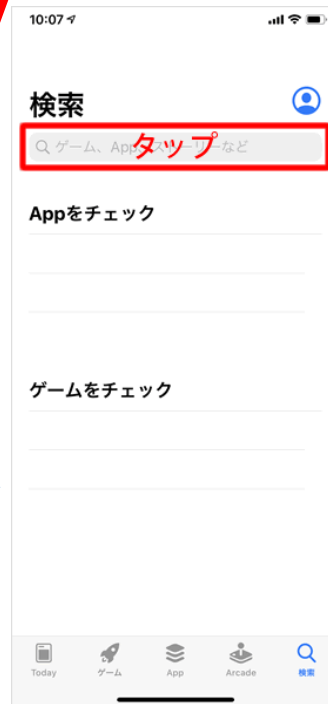 10:07
検索
ゲーム、App、ストーリーなど
タップ
Appをチェック
ゲームをチェック
Today
ゲーム
App
Arcade
検索